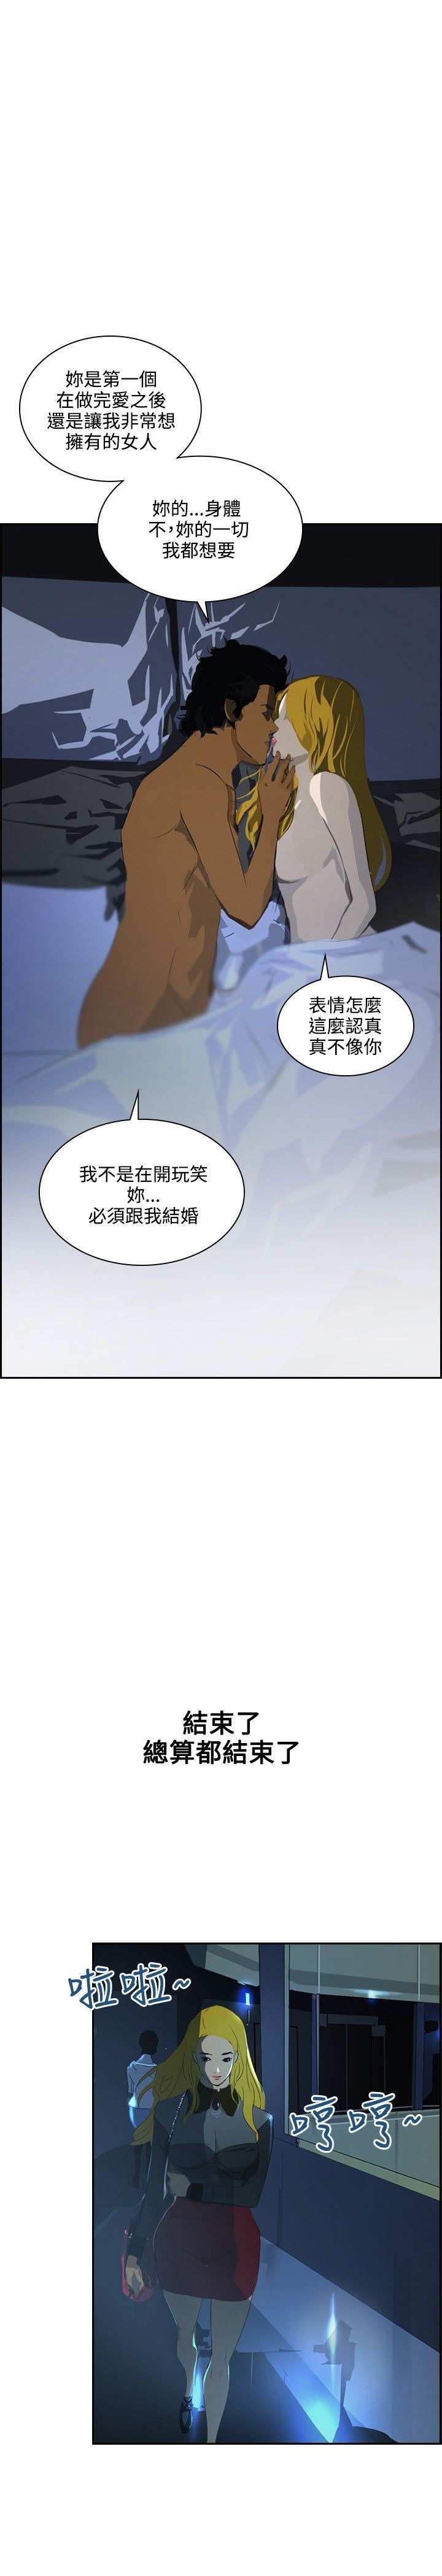 妳是第一個
在做完愛之後
還是讓我非常想
擁有的女人
妳的...身體
不,妳的一切
我都想要
表情怎麼
這麼認真
真不像你
我不是在開玩笑
妳...
必須跟我結婚
結束了
總算都結束了
啦啦~
哼哼~